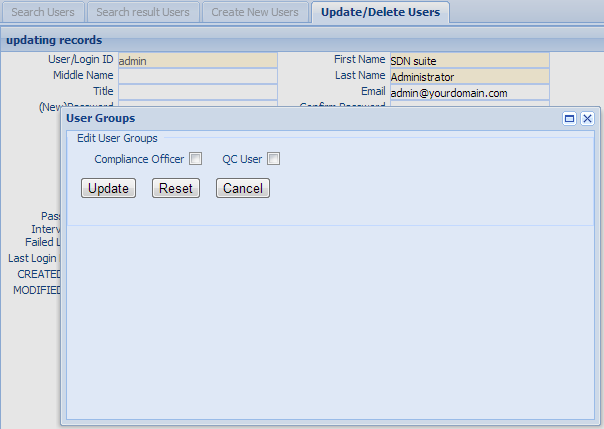 Search Users Search result Users Create New Users Update/Delete Users
updating records
User/Login ID admin First Name SDN suite
Middle Name Last Name Administrator
Title Email admin@yourdomain.com
(New)Password Confirm Password
User Groups
Edit User Groups
Compliance Officer QC User
Update Reset Cancel
Pass
Interv
Failed L
Last Login
CREATED
MODIFIED